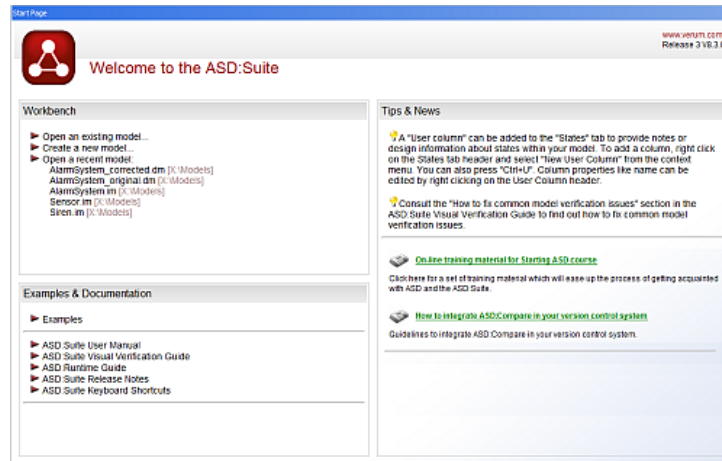 Start Page
www.verum.com
Release 3 V8.3.
Welcome to the ASD:Suite
Workbench
Open an existing model...
Create a new model...
Open a recent model:
AlarmSystem_corrected.dm [X:\Models]
AlarmSystem_original.dm [X:\Models]
AlarmSystem.im [X:\Models]
Sensor.im [X:\Models]
Siren.im [X:\Models]
Examples & Documentation
Examples
ASD:Suite User Manual
ASD:Suite Visual Verification Guide
ASD:Runtime Guide
ASD:Suite Release Notes
ASD:Suite Keyboard Shortcuts
Tips & News
A "User column" can be added to the "States" tab to provide notes or
design information about states within your model. To add a column, right click
on the States tab header and select "New User Column" from the context
menu. You can also press "Ctrl+U". Column properties like name can be
edited by right clicking on the User Column header.
Consult the "How to fix common model verification issues" section in the
ASD:Suite Visual Verification Guide to find out how to fix common model
verification issues.
On-line training material for Starting ASD course
Click here for a set of training material which will ease up the process of getting acquainted
with ASD and the ASD Suite.
How to integrate ASD:Compare in your version control system
Guidelines to integrate ASD:Compare in your version control system.